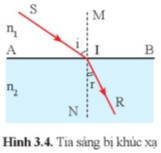 S
M
n₁
i
A
I
B
n₂
r
N
R
Hình 3.4. Tia sáng bị khúc xạ